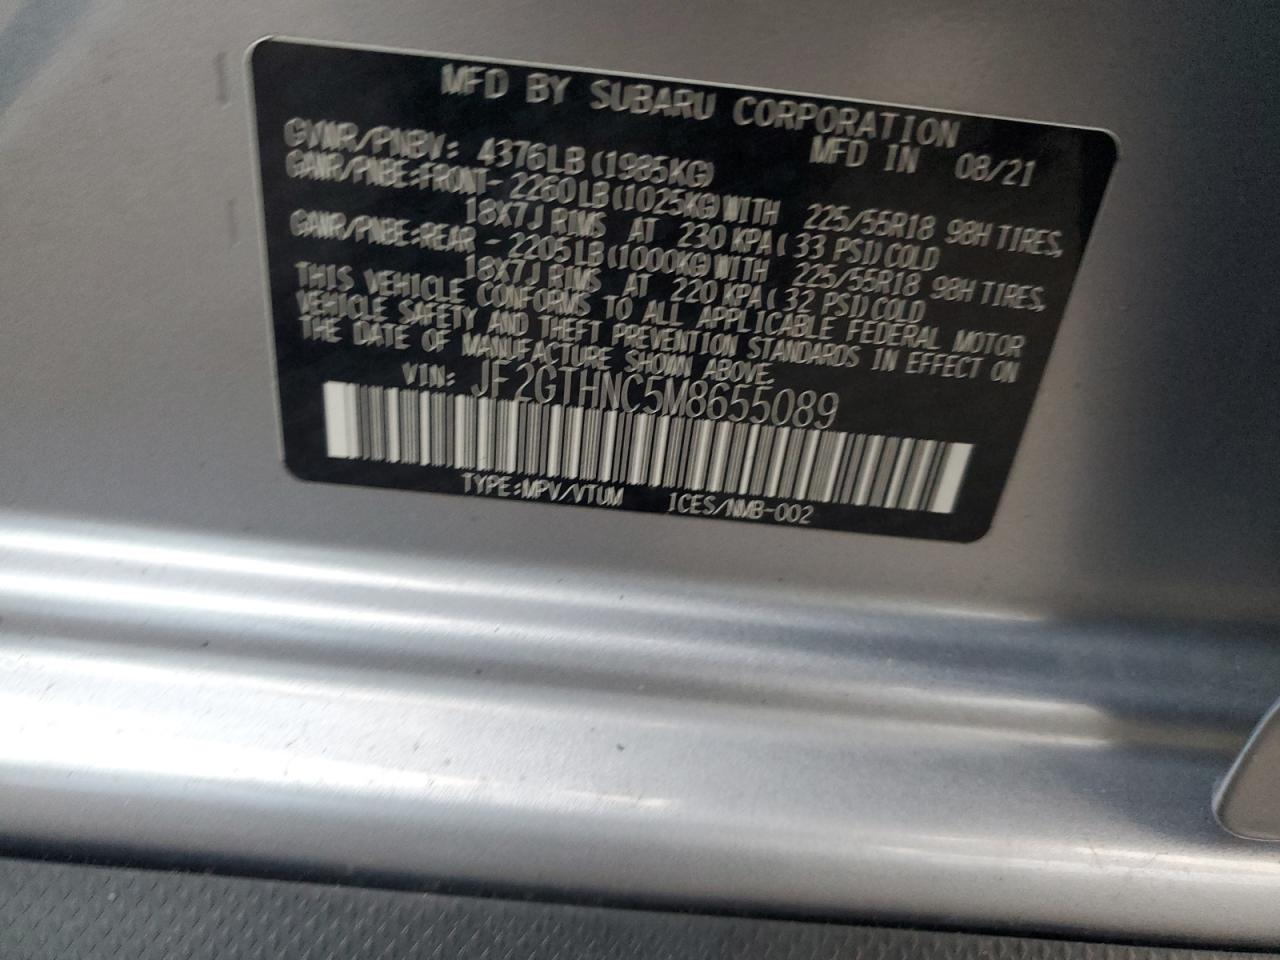 MFD BY SUBARU CORPORATION
GVWR/PNBV: 4376LB(1985KG) MFD IN 08/21
GAWR/PNBE:FRONT- 2260LB(1025KG)WITH 225/55R18 98H TIRES,
18X7J RIMS AT 230 KPA( 33 PSI)COLD
GAWR/PNBE:REAR - 2205LB(1000KG)WITH 225/55R18 98H TIRES,
18X7J RIMS AT 220 KPA( 32 PSI)COLD
THIS VEHICLE CONFORMS TO ALL APPLICABLE FEDERAL MOTOR
VEHICLE SAFETY AND THEFT PREVENTION STANDARDS IN EFFECT ON
THE DATE OF MANUFACTURE SHOWN ABOVE.
VIN: JF2GTHNC5M8655089
TYPE:MPV/VTUM ICES/NMB-002